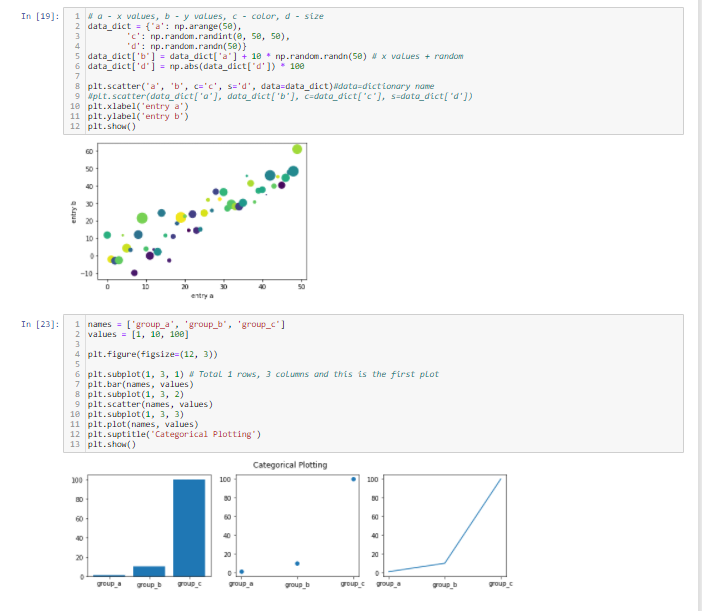 In [19]:
1 # a - x values, b - y values, c - color, d - size
2 data_dict = {'a': np.arange(50),
3 'c': np.random.randint(0, 50, 50),
4 'd': np.random.randn(50)}
5 data_dict['b'] = data_dict['a'] + 10 * np.random.randn(50) # x values + random
6 data_dict['d'] = np.abs(data_dict['d']) * 100
7
8 plt.scatter('a', 'b', c='c', s='d', data=data_dict)#data=dictionary name
9 #plt.scatter(data_dict['a'], data_dict['b'], c=data_dict['c'], s=data_dict['d'])
10 plt.xlabel('entry a')
11 plt.ylabel('entry b')
12 plt.show()
60
50
40
30
20
10
0
−10
entry b
0 10 20 30 40 50
entry a
In [23]:
1 names = ['group_a', 'group_b', 'group_c']
2 values = [1, 10, 100]
3
4 plt.figure(figsize=(12, 3))
5
6 plt.subplot(1, 3, 1) # Total 1 rows, 3 columns and this is the first plot
7 plt.bar(names, values)
8 plt.subplot(1, 3, 2)
9 plt.scatter(names, values)
10 plt.subplot(1, 3, 3)
11 plt.plot(names, values)
12 plt.suptitle('Categorical Plotting')
13 plt.show()
Categorical Plotting
100 100 100
80 80 80
60 60 60
40 40 40
20 20 20
0 0 0
group_a group_b group_c group_a group_b group_c group_a group_b group_c